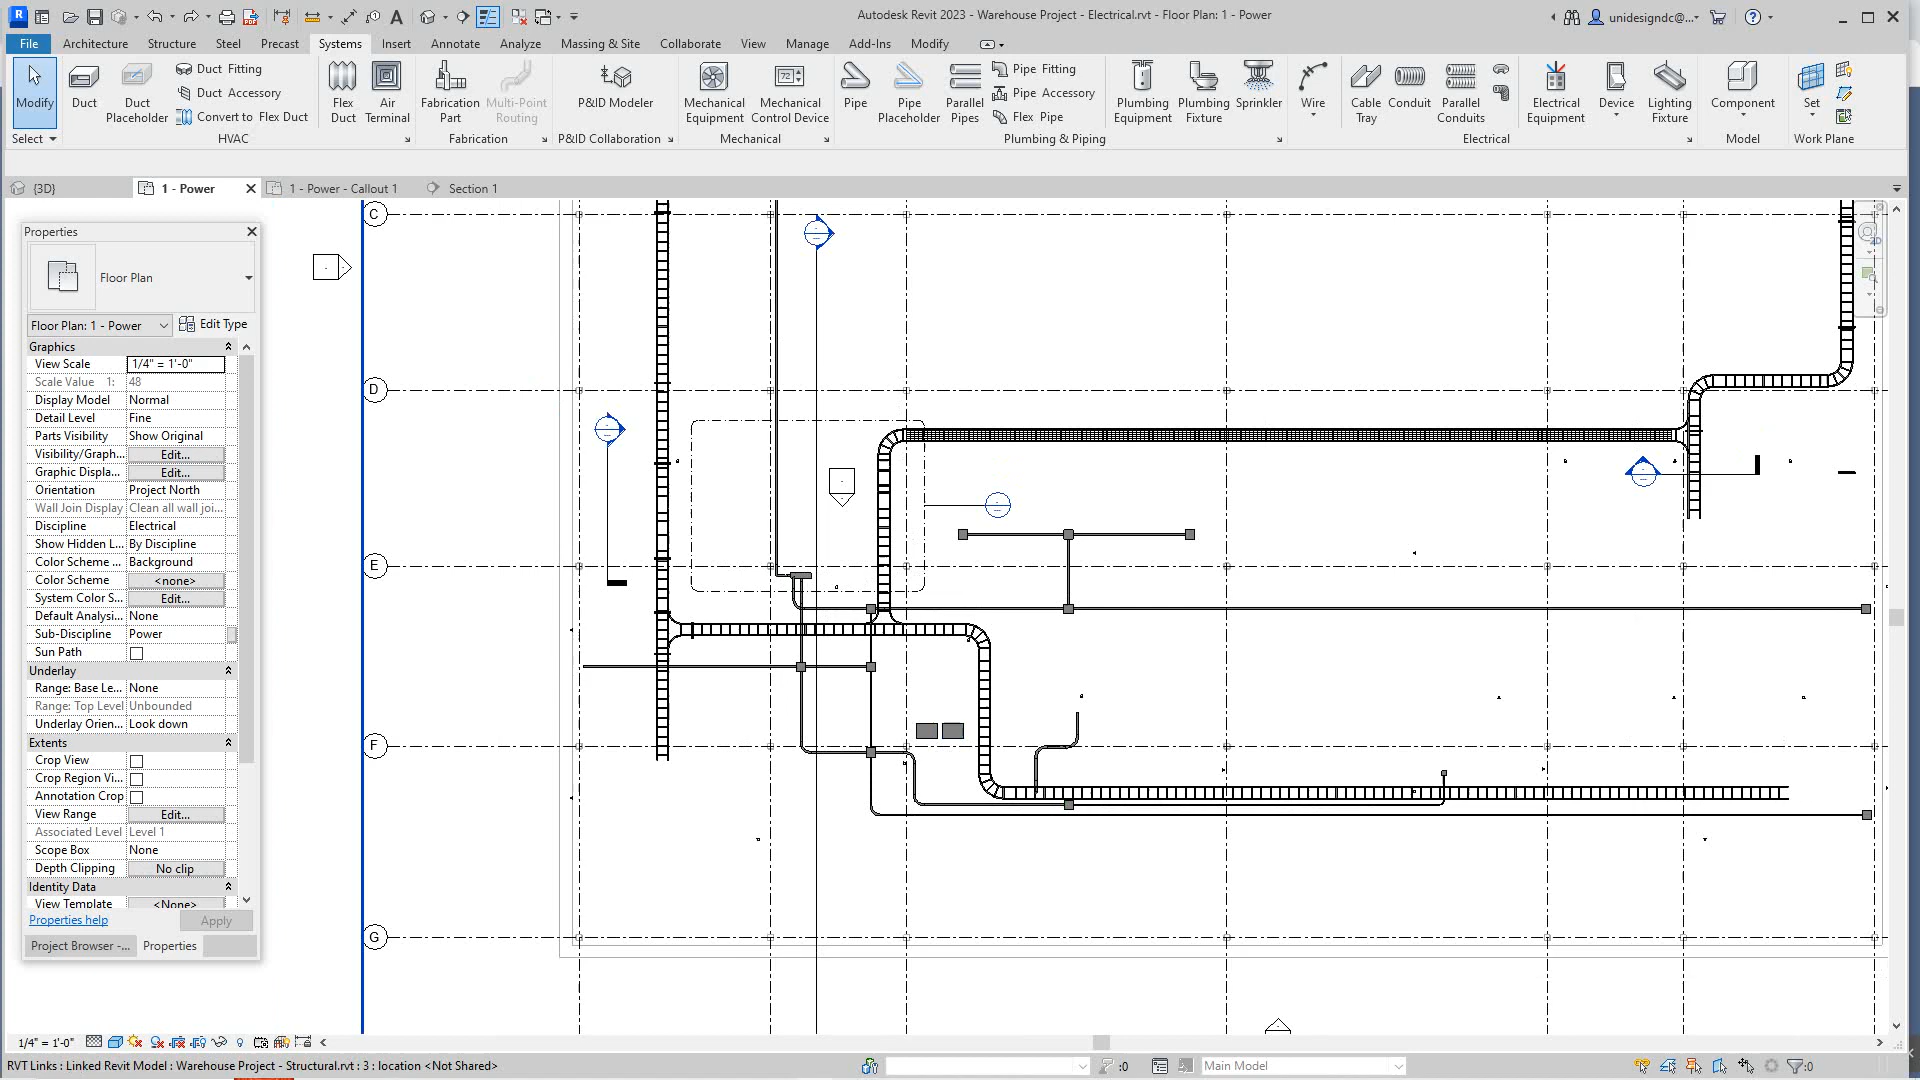 Autodesk Revit 2023 - Warehouse Project - Electrical.rvt - Floor Plan: 1 - Power
unidesigndc@...
File Architecture Structure Steel Precast Systems Insert Annotate Analyze Massing & Site Collaborate View Manage Add-Ins Modify
Modify
Duct
Duct Placeholder
Duct Fitting
Duct Accessory
Convert to Flex Duct
Flex Duct
Air Terminal
Fabrication Part
Multi-Point Routing
P&ID Modeler
Mechanical Equipment
72
Mechanical Control Device
Pipe
Pipe Placeholder
Parallel Pipes
Pipe Fitting
Pipe Accessory
Flex Pipe
Plumbing Equipment
Plumbing Fixture
Sprinkler
Wire
Cable Tray
Conduit
Parallel Conduits
Electrical Equipment
Device
Lighting Fixture
Component
Set
Select HVAC Fabrication P&ID Collaboration Mechanical Plumbing & Piping Electrical Model Work Plane
{3D} 1 - Power 1 - Power - Callout 1 Section 1
Properties
Floor Plan
Floor Plan: 1 - Power Edit Type
Graphics
View Scale 1/4" = 1'-0"
Scale Value 1: 48
Display Model Normal
Detail Level Fine
Parts Visibility Show Original
Visibility/Graph... Edit...
Graphic Displa... Edit...
Orientation Project North
Wall Join Display Clean all wall joi...
Discipline Electrical
Show Hidden L... By Discipline
Color Scheme ... Background
Color Scheme <none>
System Color S... Edit...
Default Analysi... None
Sub-Discipline Power
Sun Path
Underlay
Range: Base Le... None
Range: Top Level Unbounded
Underlay Orien... Look down
Extents
Crop View
Crop Region Vi...
Annotation Crop
View Range Edit...
Associated Level Level 1
Scope Box None
Depth Clipping No clip
Identity Data
View Template <None>
Properties help Apply
Project Browser -... Properties
C
D
E
F
G
2D
1/4" = 1'-0"
RVT Links : Linked Revit Model : Warehouse Project - Structural.rvt : 3 : location <Not Shared>
:0
Main Model
:0